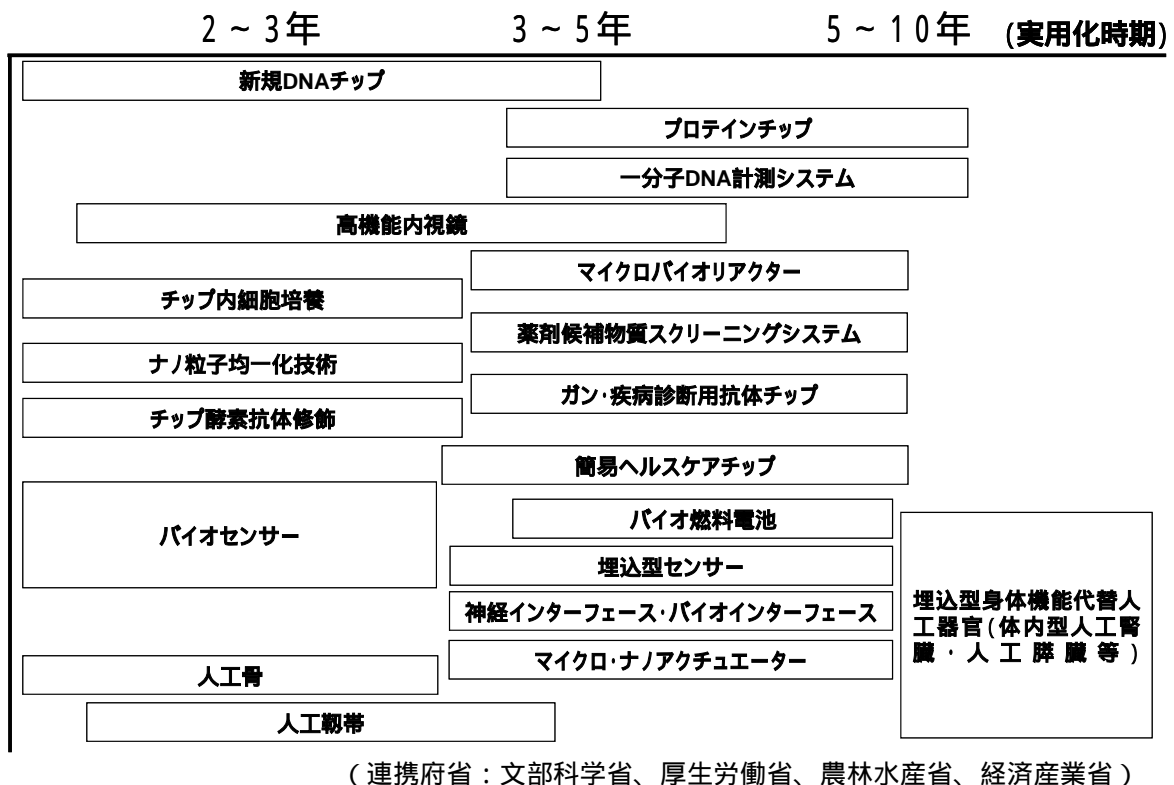 2～3年 3～5年 5～10年 (実用化時期)
新規DNAチップ
プロテインチップ
一分子DNA計測システム
高機能内視鏡
マイクロバイオリアクター
チップ内細胞培養
薬剤候補物質スクリーニングシステム
ナノ粒子均一化技術
ガン・疾病診断用抗体チップ
チップ酵素抗体修飾
簡易ヘルスケアチップ
バイオセンサー
バイオ燃料電池
埋込型センサー
神経インターフェース・バイオインターフェース
埋込型身体機能代替人
工器官(体内型人工腎
臓・人工膵臓等)
マイクロ・ナノアクチュエーター
人工骨
人工靱帯
(連携府省:文部科学省、厚生労働省、農林水産省、経済産業省)